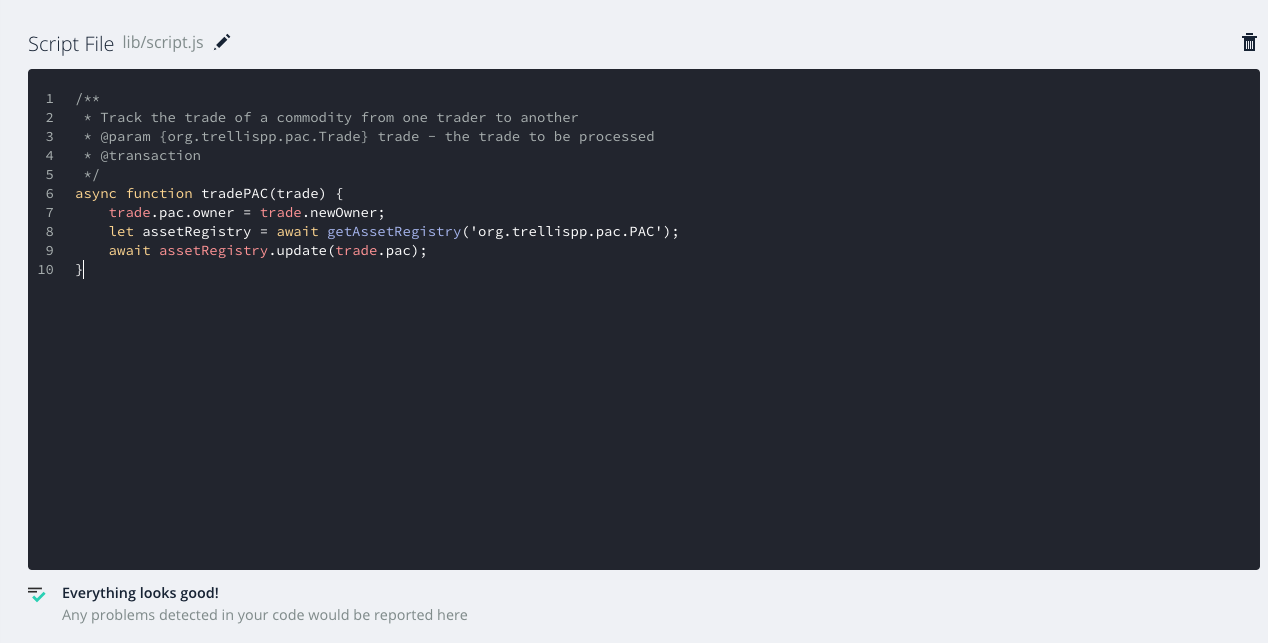 Script File lib/script.js
1 /**
2  * Track the trade of a commodity from one trader to another
3  * @param {org.trellispp.pac.Trade} trade - the trade to be processed
4  * @transaction
5  */
6 async function tradePAC(trade) {
7     trade.pac.owner = trade.newOwner;
8     let assetRegistry = await getAssetRegistry('org.trellispp.pac.PAC');
9     await assetRegistry.update(trade.pac);
10 }
Everything looks good!
Any problems detected in your code would be reported here